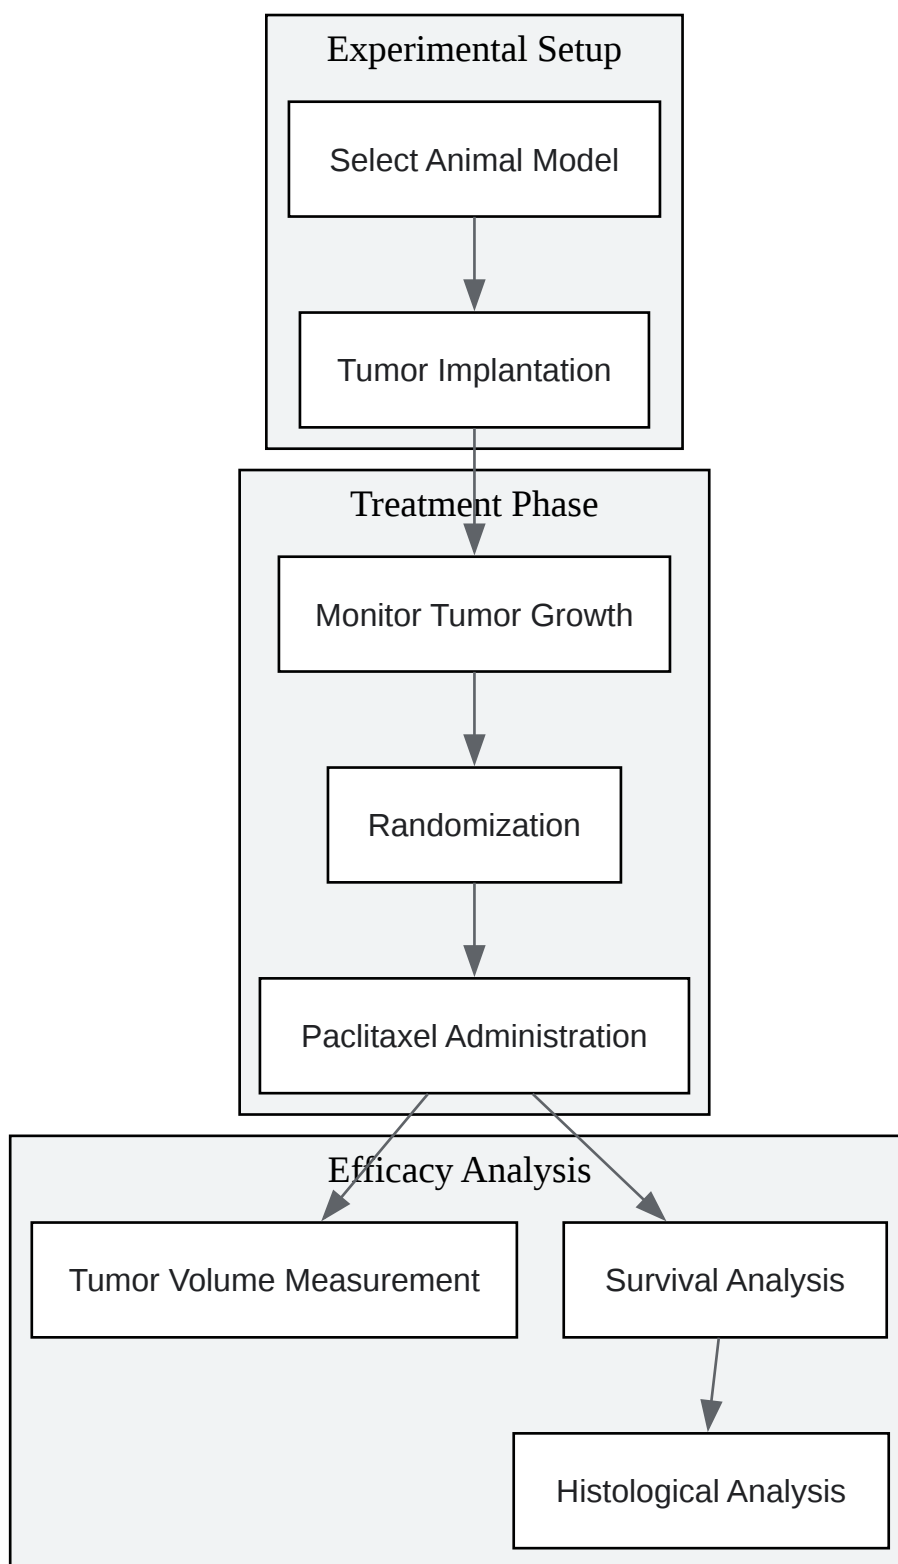 Experimental Setup
Select Animal Model
Tumor Implantation
Treatment Phase
Monitor Tumor Growth
Randomization
Paclitaxel Administration
Efficacy Analysis
Tumor Volume Measurement
Survival Analysis
Histological Analysis